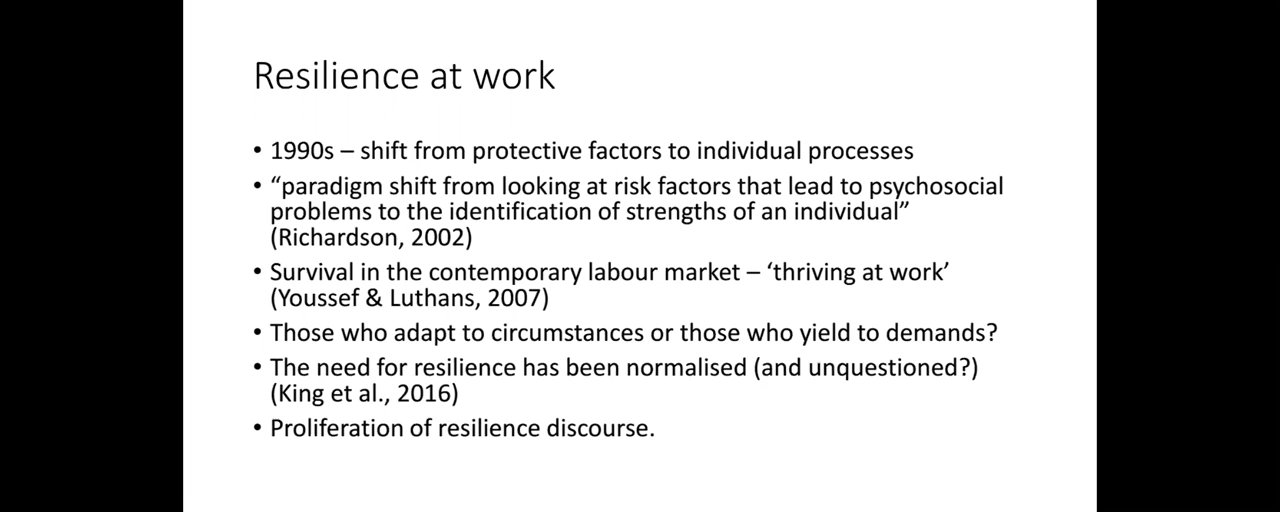 Resilience at work
• 1990s – shift from protective factors to individual processes
• “paradigm shift from looking at risk factors that lead to psychosocial
problems to the identification of strengths of an individual”
(Richardson, 2002)
• Survival in the contemporary labour market – ‘thriving at work’
(Youssef & Luthans, 2007)
• Those who adapt to circumstances or those who yield to demands?
• The need for resilience has been normalised (and unquestioned?)
(King et al., 2016)
• Proliferation of resilience discourse.